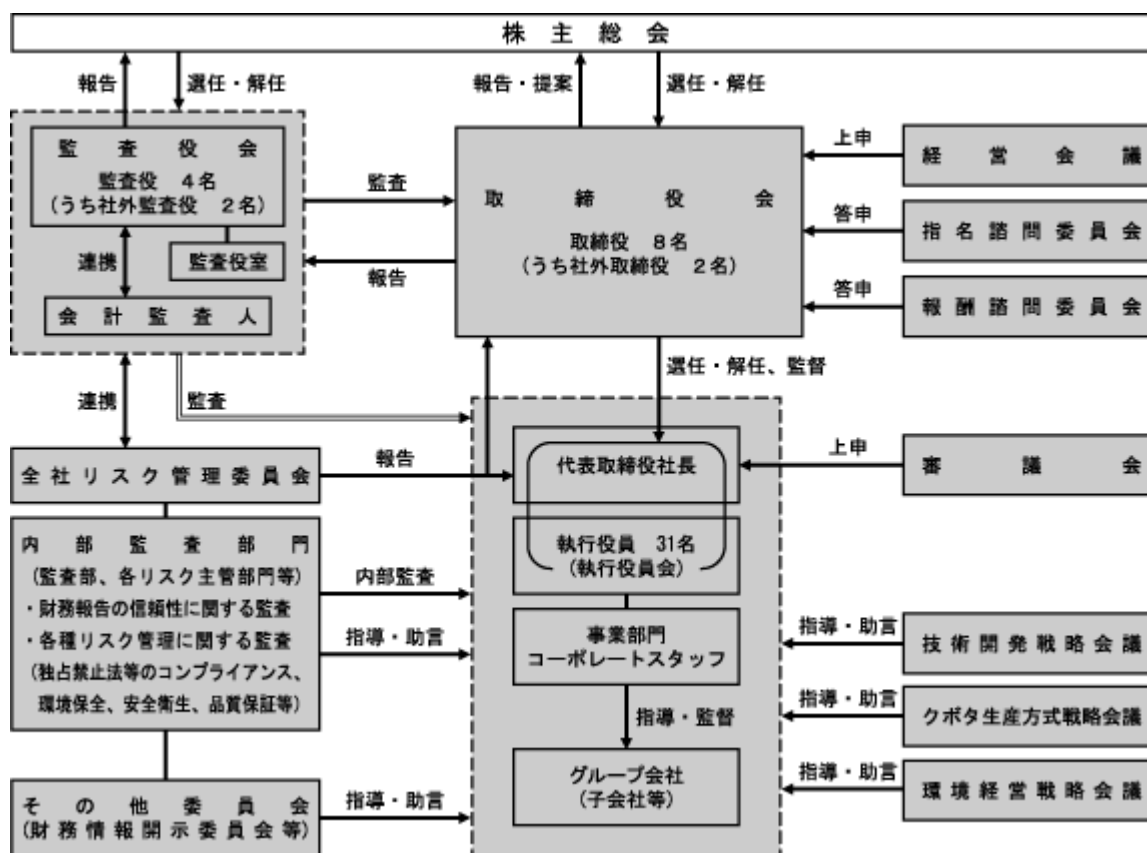 株主総会
報告
選任・解任
報告・提案
選任・解任
監査役会
監査役 4名
(うち社外監査役 2名)
監査役室
連携
会計監査人
監査
報告
取締役会
取締役 8名
(うち社外取締役 2名)
上申
経営会議
答申
指名諮問委員会
答申
報酬諮問委員会
選任・解任、監督
連携
監査
全社リスク管理委員会
報告
代表取締役社長
上申
審議会
執行役員 31名
(執行役員会)
内部監査部門
(監査部、各リスク主管部門等)
・財務報告の信頼性に関する監査
・各種リスク管理に関する監査
(独占禁止法等のコンプライアンス、
環境保全、安全衛生、品質保証等)
内部監査
指導・助言
事業部門
コーポレートスタッフ
指導・監督
グループ会社
(子会社等)
指導・助言
技術開発戦略会議
指導・助言
クボタ生産方式戦略会議
指導・助言
環境経営戦略会議
その他委員会
(財務情報開示委員会等)
指導・助言